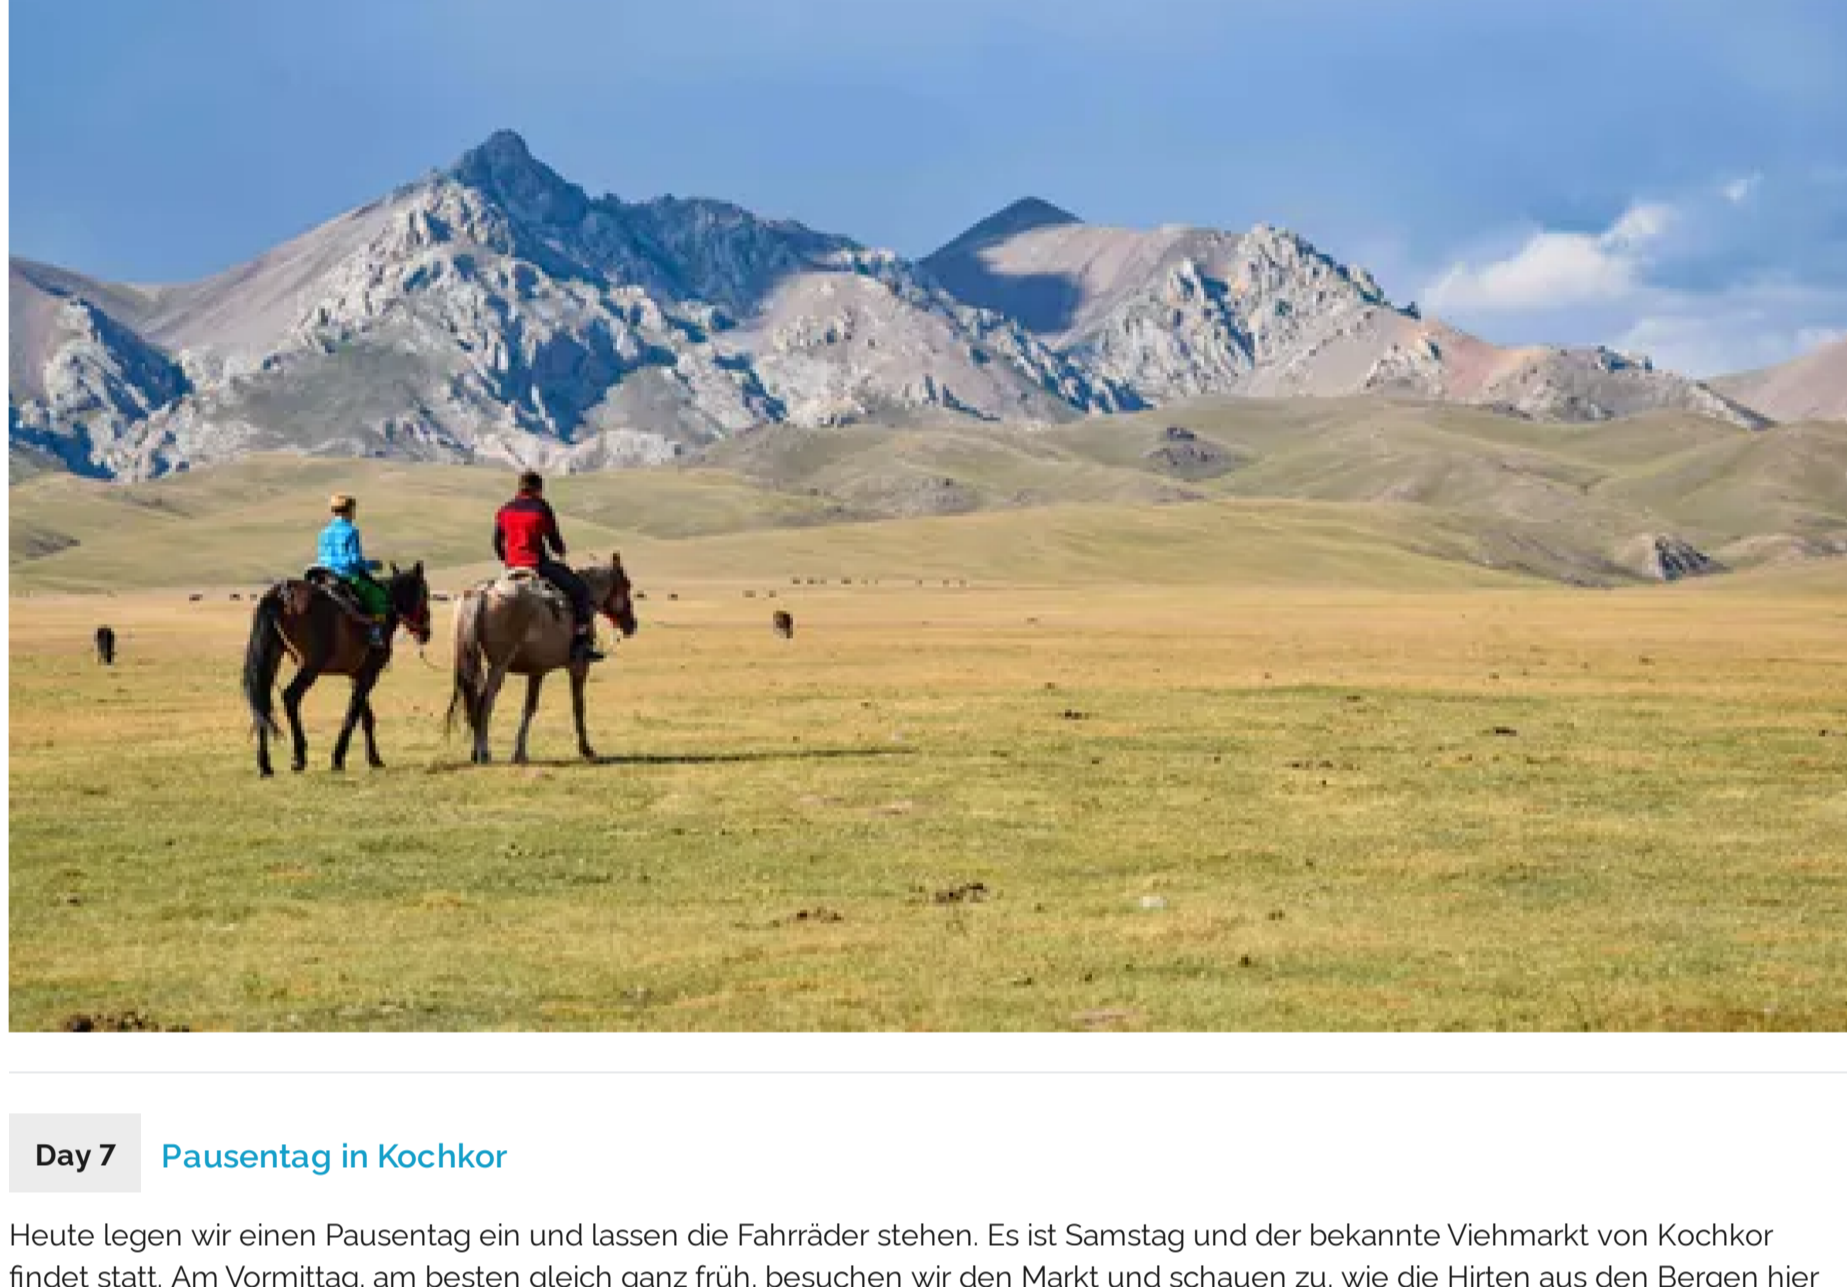 Day 7
Pausentag in Kochkor
Heute legen wir einen Pausentag ein und lassen die Fahrräder stehen. Es ist Samstag und der bekannte Viehmarkt von Kochkor
findet statt. Am Vormittag, am besten gleich ganz früh, besuchen wir den Markt und schauen zu, wie die Hirten aus den Bergen hier